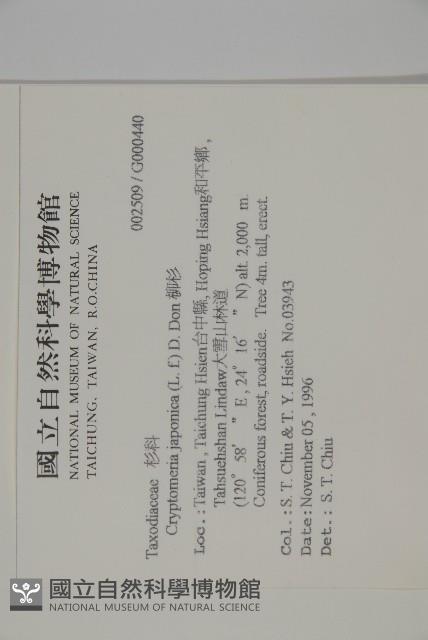 國立自然科學博物館
NATIONAL MUSEUM OF NATURAL SCIENCE
TAICHUNG, TAIWAN, R.O.CHINA
002509 / G000440
Taxodiaceae 杉科
Cryptomeria japonica (L. f.) D. Don 柳杉
Loc.: Taiwan , Taichung Hsien台中縣, Hoping Hsiang和平鄉 ,
Tahsuehshan Lindaw大雪山林道
(120° 58' " E , 24° 16' " N) alt. 2,000 m.
Coniferous forest, roadside. Tree 4m. tall, erect.
Col.: S. T. Chiu & T. Y. Hsieh No.03943
Date: November 05 , 1996
Det.: S. T. Chiu
國立自然科學博物館
NATIONAL MUSEUM OF NATURAL SCIENCE